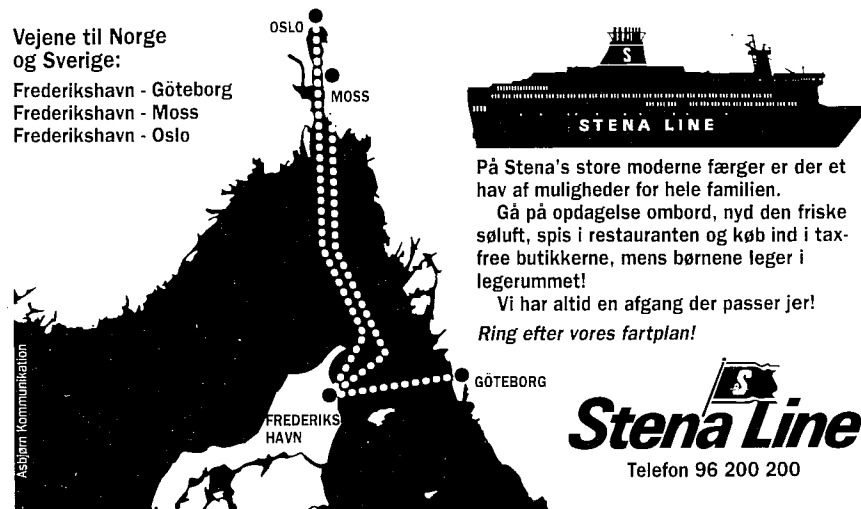 Vejene til Norge
og Sverige:
Frederikshavn - Göteborg
Frederikshavn - Moss
Frederikshavn - Oslo
OSLO
MOSS
GÖTEBORG
FREDERIKS
HAVN
Asbjørn Kommunikation
S
STENA LINE
På Stena's store moderne færger er der et
hav af muligheder for hele familien.
Gå på opdagelse ombord, nyd den friske
søluft, spis i restauranten og køb ind i tax-
free butikkerne, mens børnene leger i
legerummet!
Vi har altid en afgang der passer jer!
Ring efter vores fartplan!
S
Stena Line
Telefon 96 200 200